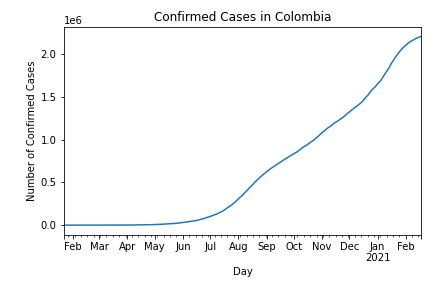 Confirmed Cases in Colombia
1e6
Number of Confirmed Cases
2.0
1.5
1.0
0.5
0.0
Feb Mar Apr May Jun Jul Aug Sep Oct Nov Dec Jan Feb
2021
Day